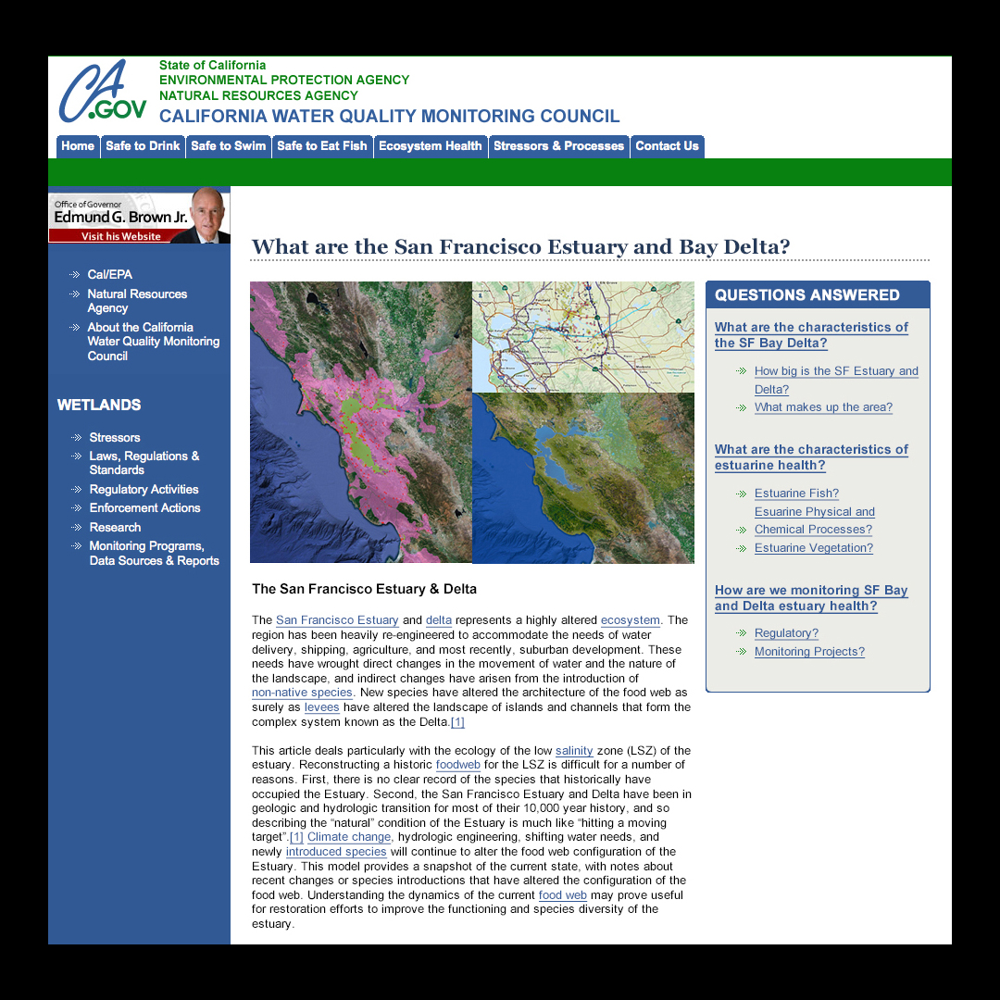 CA
.GOV
State of California
ENVIRONMENTAL PROTECTION AGENCY
NATURAL RESOURCES AGENCY
CALIFORNIA WATER QUALITY MONITORING COUNCIL
Home Safe to Drink Safe to Swim Safe to Eat Fish Ecosystem Health Stressors & Processes Contact Us
Office of Governor
Edmund G. Brown Jr.
Visit his Website
Cal/EPA
Natural Resources
Agency
About the California
Water Quality Monitoring
Council
WETLANDS
Stressors
Laws, Regulations &
Standards
Regulatory Activities
Enforcement Actions
Research
Monitoring Programs,
Data Sources & Reports
What are the San Francisco Estuary and Bay Delta?
The San Francisco Estuary & Delta
The San Francisco Estuary and delta represents a highly altered ecosystem. The
region has been heavily re-engineered to accommodate the needs of water
delivery, shipping, agriculture, and most recently, suburban development. These
needs have wrought direct changes in the movement of water and the nature of
the landscape, and indirect changes have arisen from the introduction of
non-native species. New species have altered the architecture of the food web as
surely as levees have altered the landscape of islands and channels that form the
complex system known as the Delta.[1]
This article deals particularly with the ecology of the low salinity zone (LSZ) of the
estuary. Reconstructing a historic foodweb for the LSZ is difficult for a number of
reasons. First, there is no clear record of the species that historically have
occupied the Estuary. Second, the San Francisco Estuary and Delta have been in
geologic and hydrologic transition for most of their 10,000 year history, and so
describing the “natural” condition of the Estuary is much like “hitting a moving
target”.[1] Climate change, hydrologic engineering, shifting water needs, and
newly introduced species will continue to alter the food web configuration of the
Estuary. This model provides a snapshot of the current state, with notes about
recent changes or species introductions that have altered the configuration of the
food web. Understanding the dynamics of the current food web may prove useful
for restoration efforts to improve the functioning and species diversity of the
estuary.
QUESTIONS ANSWERED
What are the characteristics of
the SF Bay Delta?
How big is the SF Estuary and
Delta?
What makes up the area?
What are the characteristics of
estuarine health?
Estuarine Fish?
Esuarine Physical and
Chemical Processes?
Estuarine Vegetation?
How are we monitoring SF Bay
and Delta estuary health?
Regulatory?
Monitoring Projects?